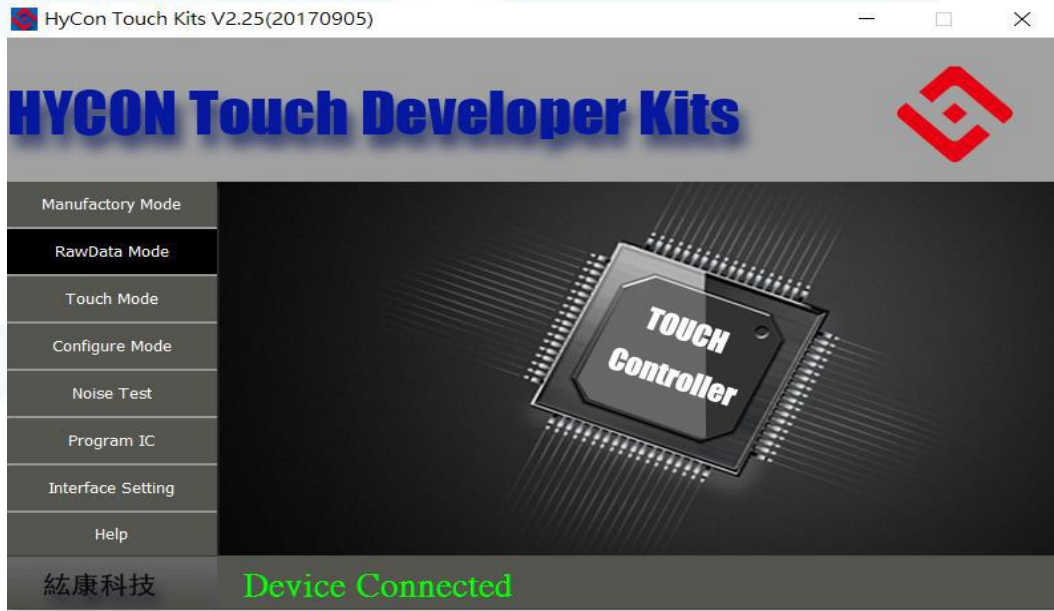 HyCon Touch Kits V2.25(20170905)
HYCON Touch Developer Kits
Manufactory Mode
RawData Mode
Touch Mode
Configure Mode
Noise Test
Program IC
Interface Setting
Help
TOUCH
Controller
紘康科技
Device Connected